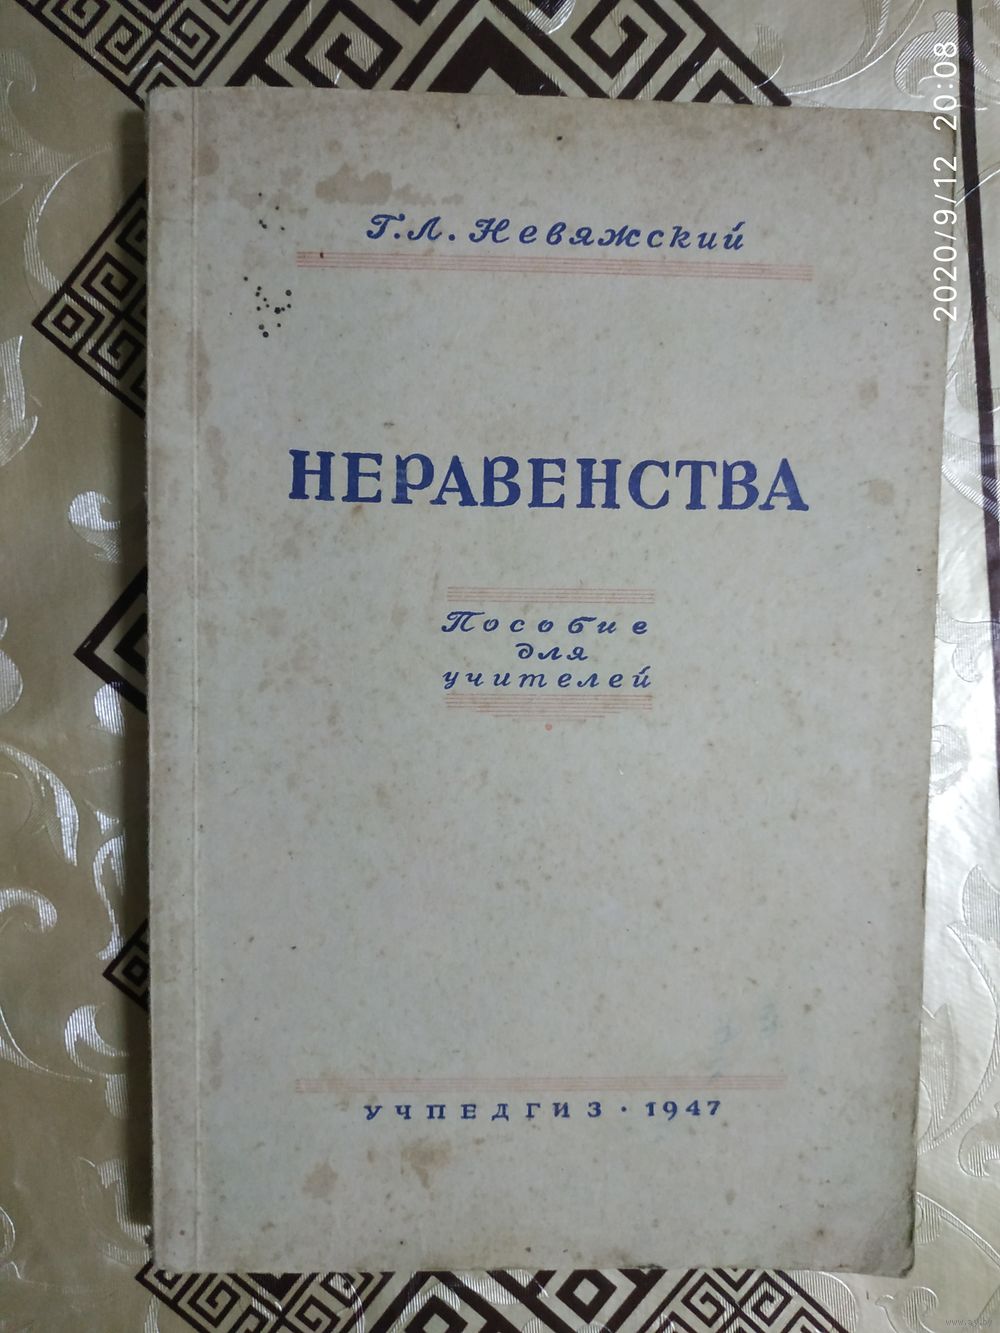 Г. Л. Невяжский
НЕРАВЕНСТВА
Пособие
для
учителей
УЧПЕДГИЗ · 1947
2020/9/12 20:08